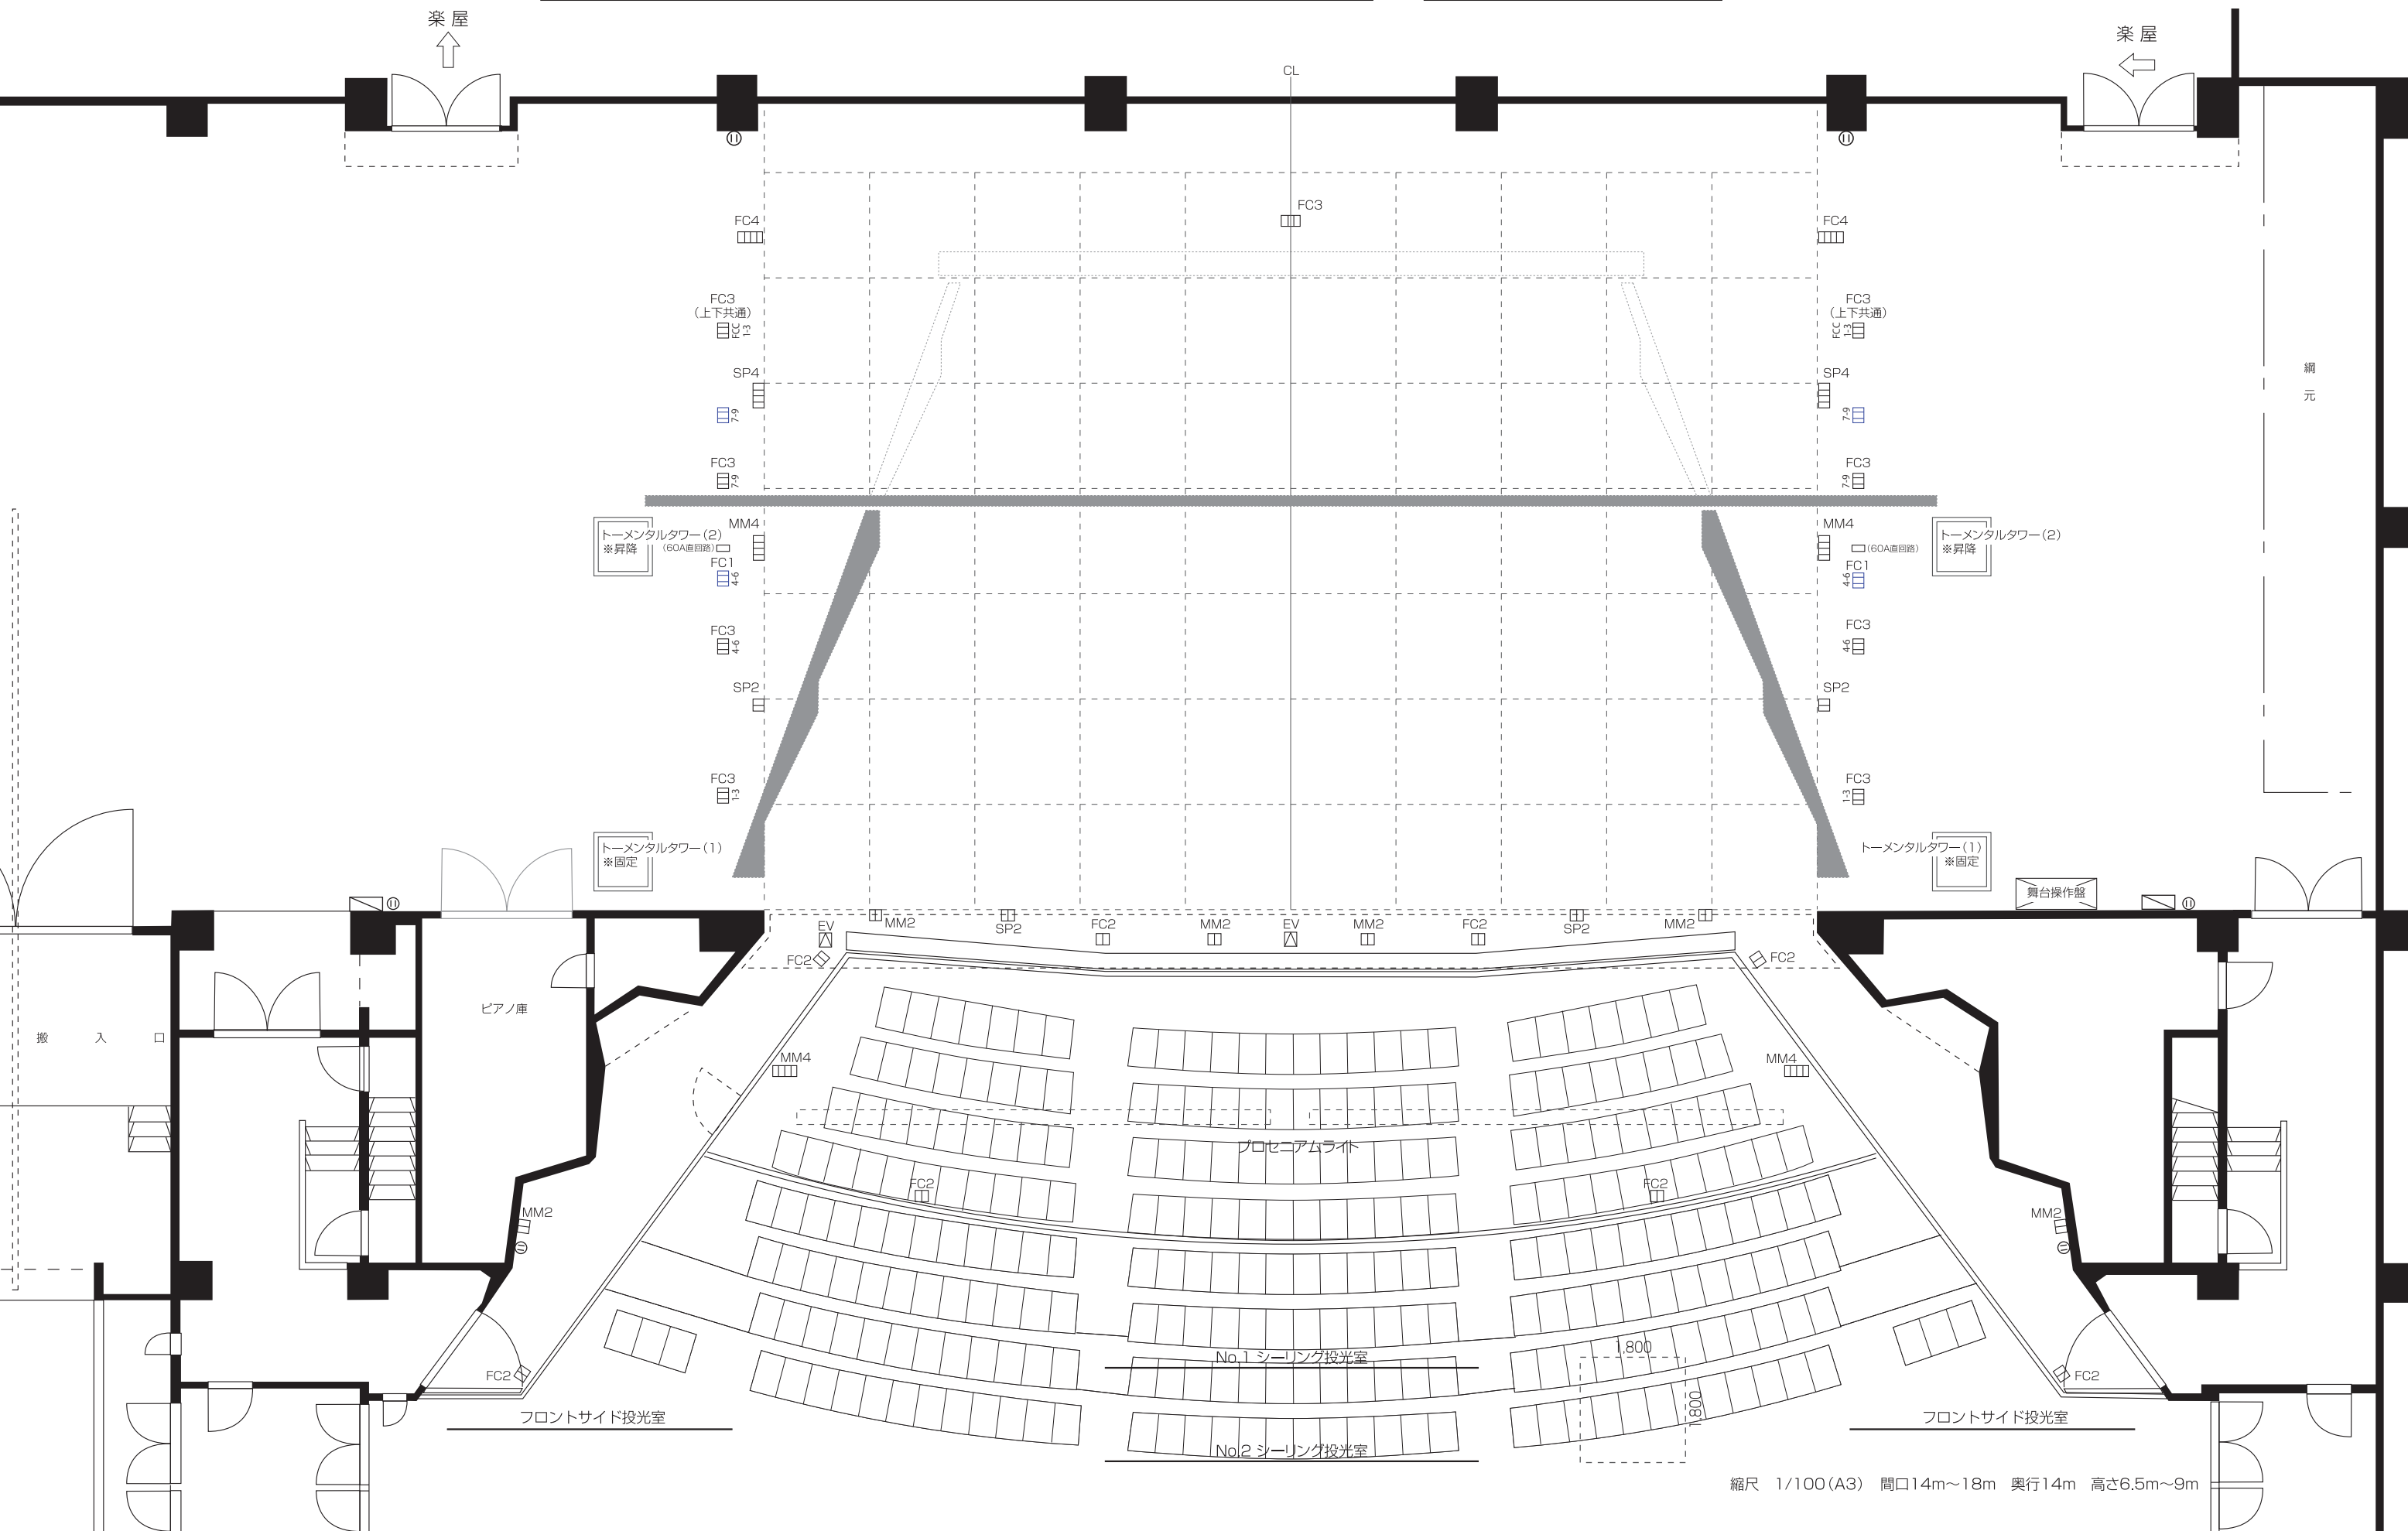 楽 屋
楽 屋
CL
FC3
FC4
FC4
FC3
（上下共通）
FCC
1-3
FC3
（上下共通）
FCC
1-3
SP4
SP4
7-9
7-9
綱
元
FC3
7-9
FC3
7-9
トーメンタルタワー（2）
※昇降
（60A直回路）
MM4
MM4
（60A直回路）
トーメンタルタワー（2）
※昇降
FC1
4-6
FC1
4-6
FC3
4-6
FC3
4-6
SP2
SP2
FC3
1-3
FC3
1-3
トーメンタルタワー（1）
※固定
トーメンタルタワー（1）
※固定
舞台操作盤
EV
MM2
SP2
FC2
MM2
EV
MM2
FC2
SP2
MM2
FC2
FC2
ピアノ庫
搬 入 口
MM4
MM4
プロセニアムライト
FC2
FC2
MM2
MM2
1,800
No.1 シーリング投光室
FC2
FC2
1,800
フロントサイド投光室
フロントサイド投光室
No.2 シーリング投光室
縮尺　1/100（A3）　間口14m～18m　奥行14m　高さ6.5m～9m